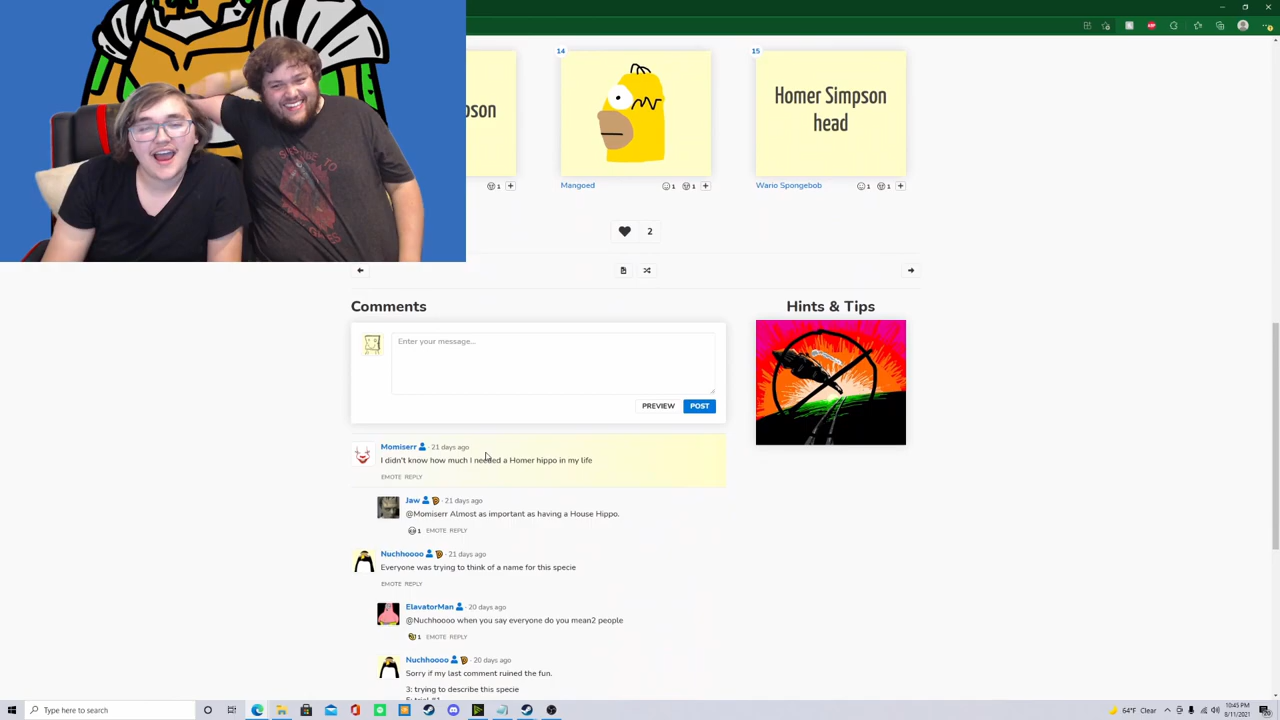 14
15
pson
Homer Simpson
head
1
Mangoed
1 1
Wario Spongebob
1 1
2
Comments
Hints & Tips
Enter your message...
PREVIEW
POST
Momiserr · 21 days ago
I didn't know how much I needed a Homer hippo in my life
EMOTE REPLY
Jaw · 21 days ago
@Momiserr Almost as important as having a House Hippo.
1 EMOTE REPLY
Nuchhoooo · 21 days ago
Everyone was trying to think of a name for this specie
EMOTE REPLY
ElavatorMan · 20 days ago
@Nuchhoooo when you say everyone do you mean2 people
1 EMOTE REPLY
Nuchhoooo · 20 days ago
Sorry if my last comment ruined the fun.
3: trying to describe this specie
Type here to search
64°F Clear
10:45 PM
8/11/2021